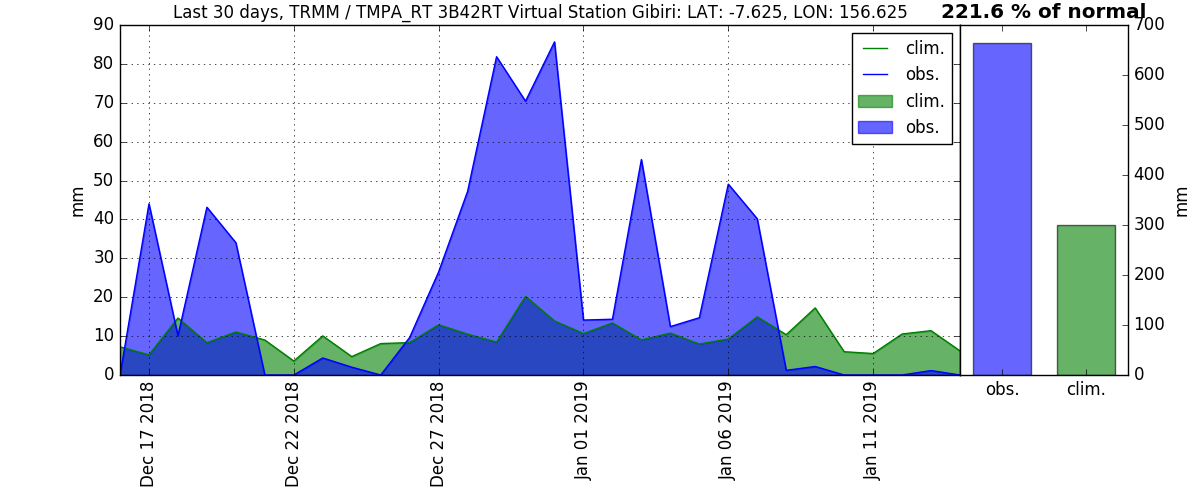 Last 30 days, TRMM / TMPA_RT 3B42RT Virtual Station Gibiri: LAT: -7.625, LON: 156.625
221.6 % of normal
90
80
70
60
50
40
30
20
10
0
mm
clim.
obs.
clim.
obs.
Dec 17 2018
Dec 22 2018
Dec 27 2018
Jan 01 2019
Jan 06 2019
Jan 11 2019
700
600
500
400
300
200
100
0
mm
obs.
clim.